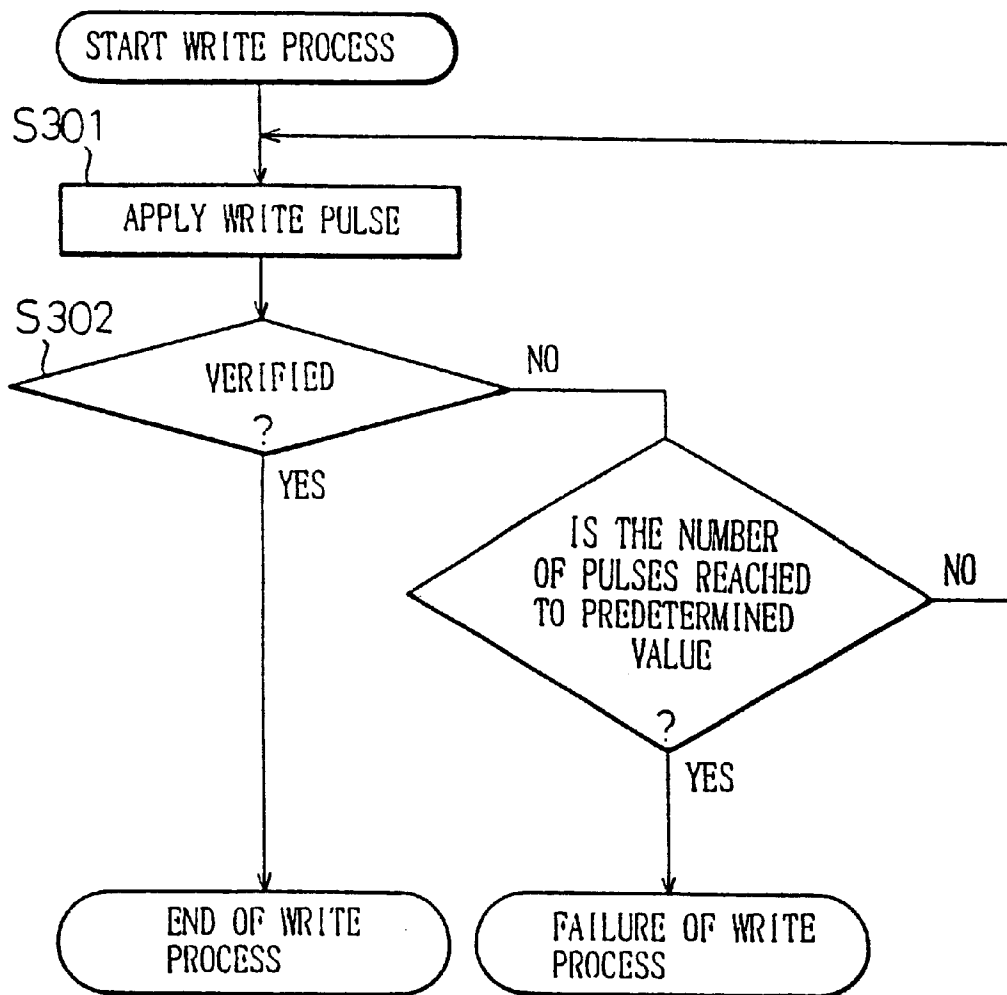 START WRITE PROCESS
S301
APPLY WRITE PULSE
S302
VERIFIED
?
NO
YES
IS THE NUMBER
OF PULSES REACHED
TO PREDETERMINED
VALUE
?
NO
YES
END OF WRITE
PROCESS
FAILURE OF WRITE
PROCESS